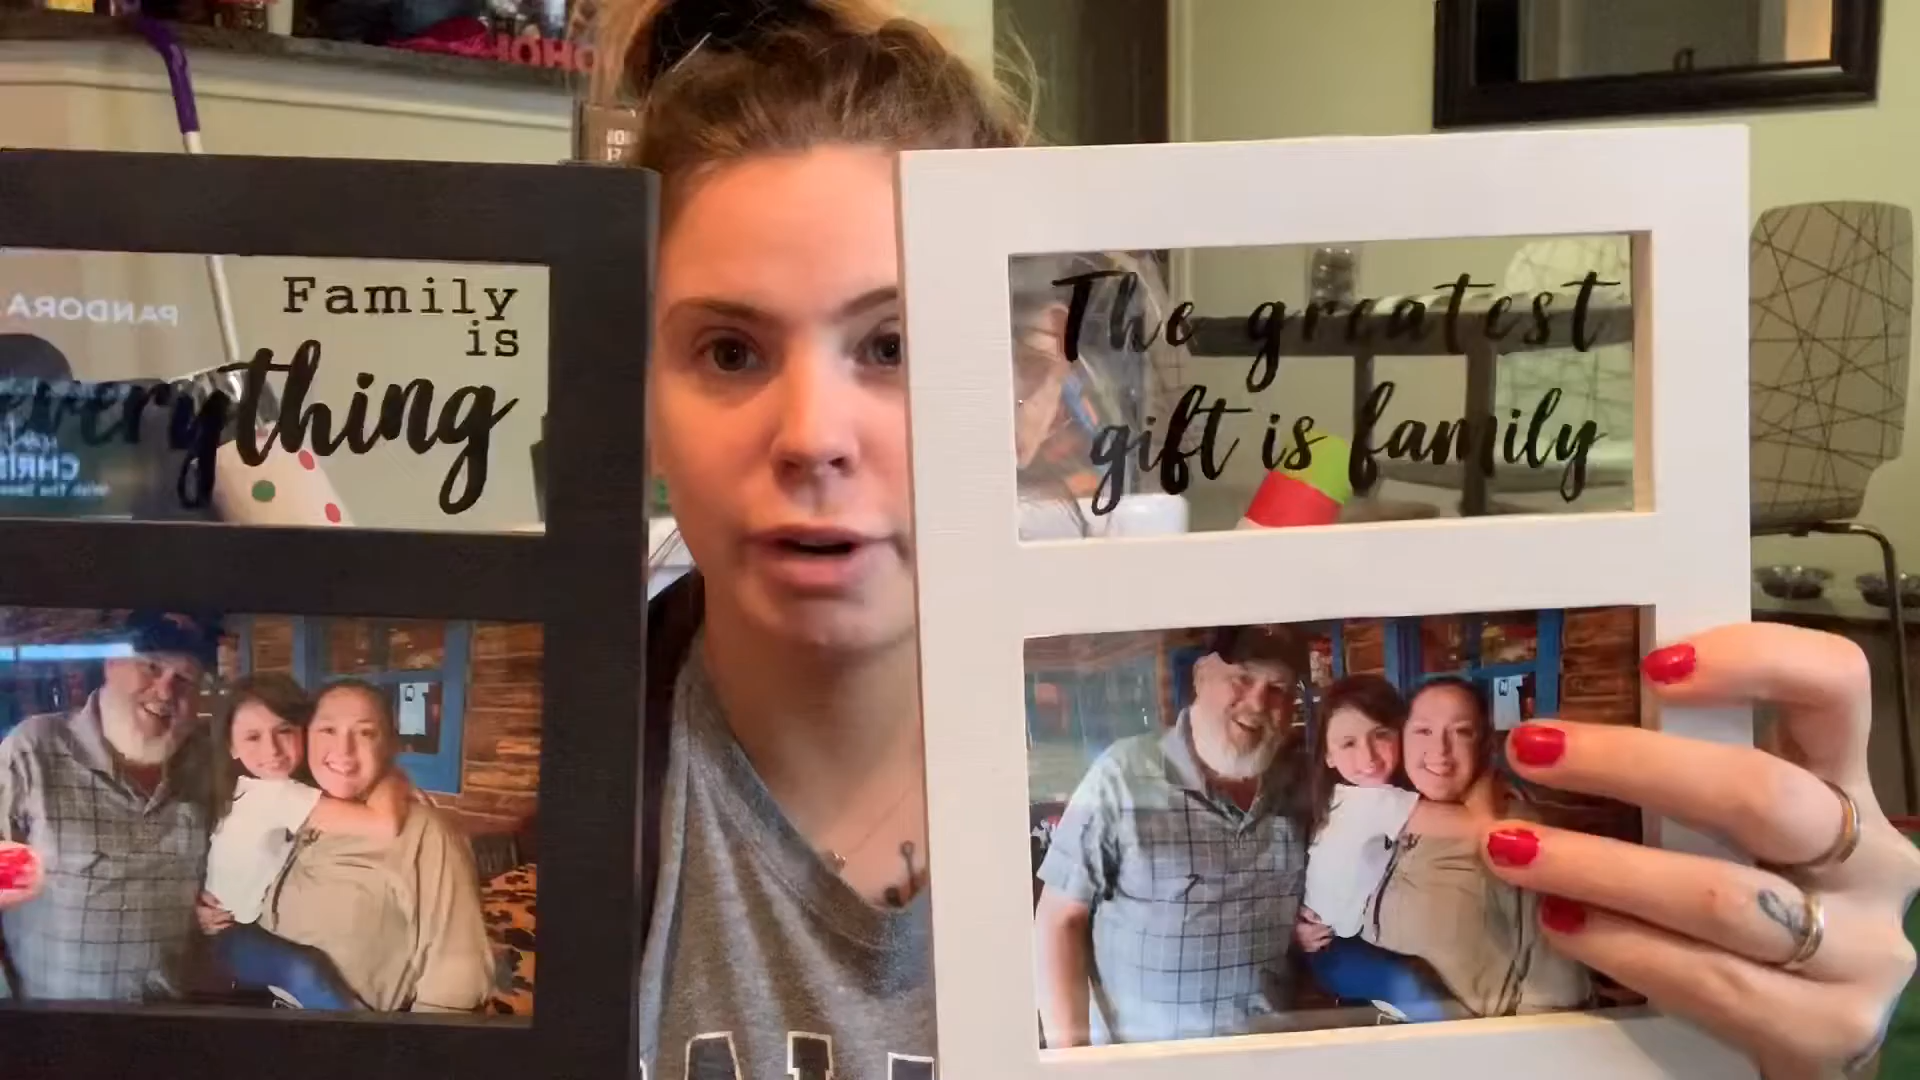 Family
is
everything
The greatest
gift is family
PANDORA